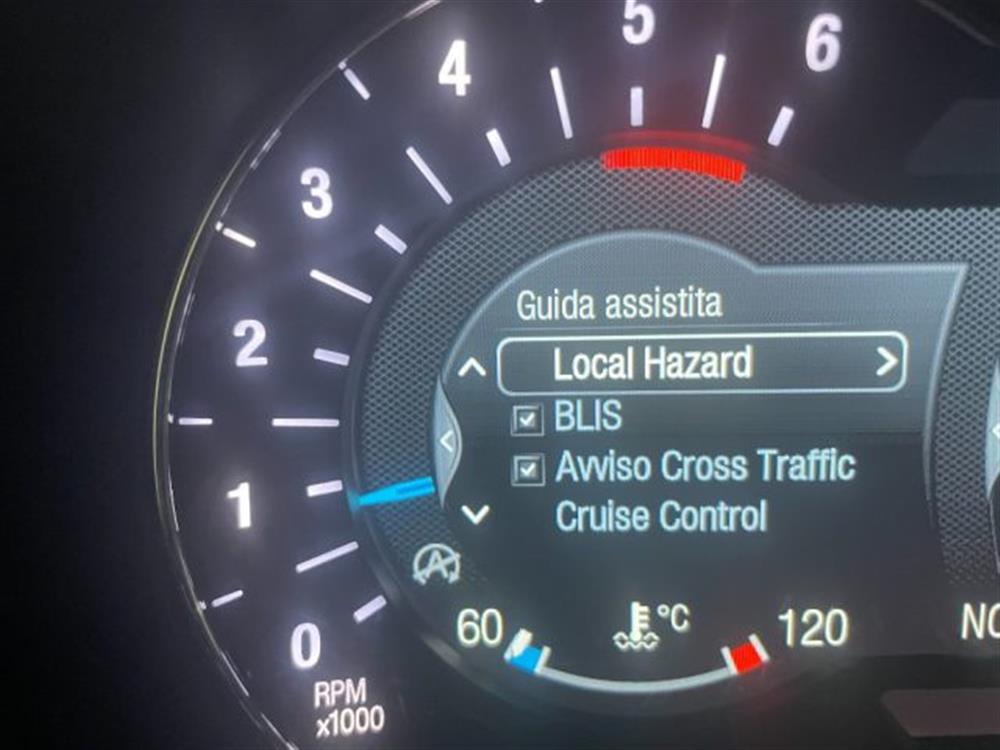 5
6
4
3
2
1
0
RPM
x1000
Guida assistita
Local Hazard
BLIS
Avviso Cross Traffic
Cruise Control
A
60 °C 120